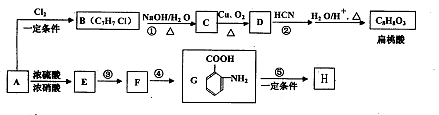 Cl₂
一定条件
B（C₇H₇Cl）
NaOH/H₂O
① △
C
Cu. O₂
△
D
HCN
②
H₂O/H⁺. △
C₈H₈O₃
扁桃酸
A
浓硫酸
浓硝酸
E
③
F
④
G
COOH
NH₂
⑤
一定条件
H